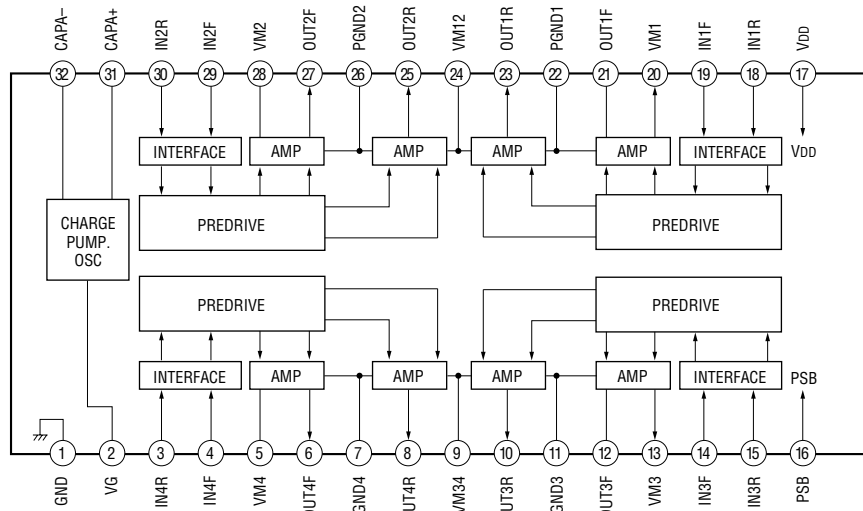 CAPA−
CAPA+
IN2R
IN2F
VM2
OUT2F
PGND2
OUT2R
VM12
OUT1R
PGND1
OUT1F
VM1
IN1F
IN1R
VDD
32
31
30
29
28
27
26
25
24
23
22
21
20
19
18
17
INTERFACE
AMP
AMP
AMP
AMP
INTERFACE
VDD
CHARGE
PUMP.
OSC
PREDRIVE
PREDRIVE
PREDRIVE
PREDRIVE
INTERFACE
AMP
AMP
AMP
AMP
INTERFACE
PSB
1
2
3
4
5
6
7
8
9
10
11
12
13
14
15
16
GND
VG
IN4R
IN4F
VM4
OUT4F
GND4
OUT4R
VM34
OUT3R
GND3
OUT3F
VM3
IN3F
IN3R
PSB